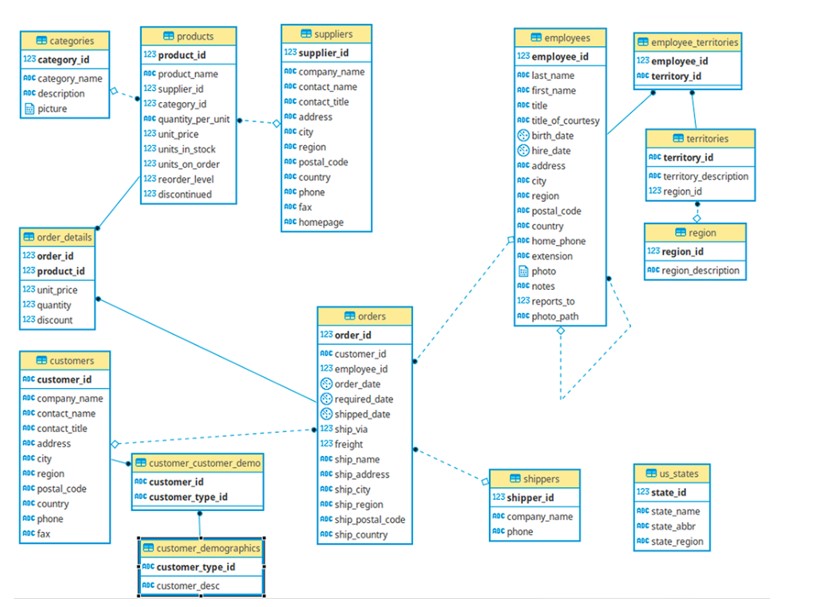 categories
123 category_id
ABC category_name
ABC description
picture
products
123 product_id
ABC product_name
123 supplier_id
123 category_id
ABC quantity_per_unit
123 unit_price
123 units_in_stock
123 units_on_order
123 reorder_level
123 discontinued
suppliers
123 supplier_id
ABC company_name
ABC contact_name
ABC contact_title
ABC address
ABC city
ABC region
ABC postal_code
ABC country
ABC phone
ABC fax
ABC homepage
employees
123 employee_id
ABC last_name
ABC first_name
ABC title
ABC title_of_courtesy
birth_date
hire_date
ABC address
ABC city
ABC region
ABC postal_code
ABC country
ABC home_phone
ABC extension
photo
ABC notes
123 reports_to
ABC photo_path
employee_territories
123 employee_id
ABC territory_id
territories
ABC territory_id
ABC territory_description
123 region_id
region
123 region_id
ABC region_description
order_details
123 order_id
123 product_id
123 unit_price
123 quantity
123 discount
orders
123 order_id
ABC customer_id
123 employee_id
order_date
required_date
shipped_date
123 ship_via
123 freight
ABC ship_name
ABC ship_address
ABC ship_city
ABC ship_region
ABC ship_postal_code
ABC ship_country
customers
ABC customer_id
ABC company_name
ABC contact_name
ABC contact_title
ABC address
ABC city
ABC region
ABC postal_code
ABC country
ABC phone
ABC fax
customer_customer_demo
ABC customer_id
ABC customer_type_id
customer_demographics
ABC customer_type_id
ABC customer_desc
shippers
123 shipper_id
ABC company_name
ABC phone
us_states
123 state_id
ABC state_name
ABC state_abbr
ABC state_region